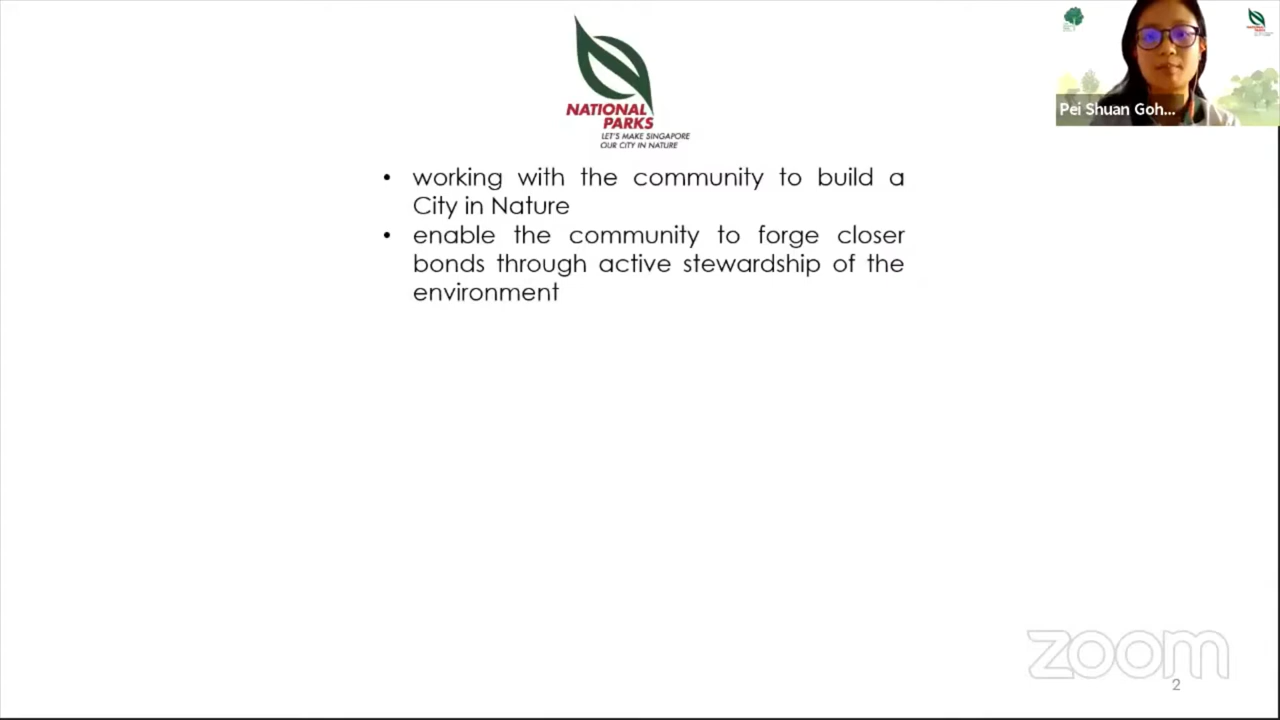 NATIONAL
PARKS
LET'S MAKE SINGAPORE
OUR CITY IN NATURE
Pei Shuan Goh...
• working with the community to build a
City in Nature
• enable the community to forge closer
bonds through active stewardship of the
environment
zoom
2